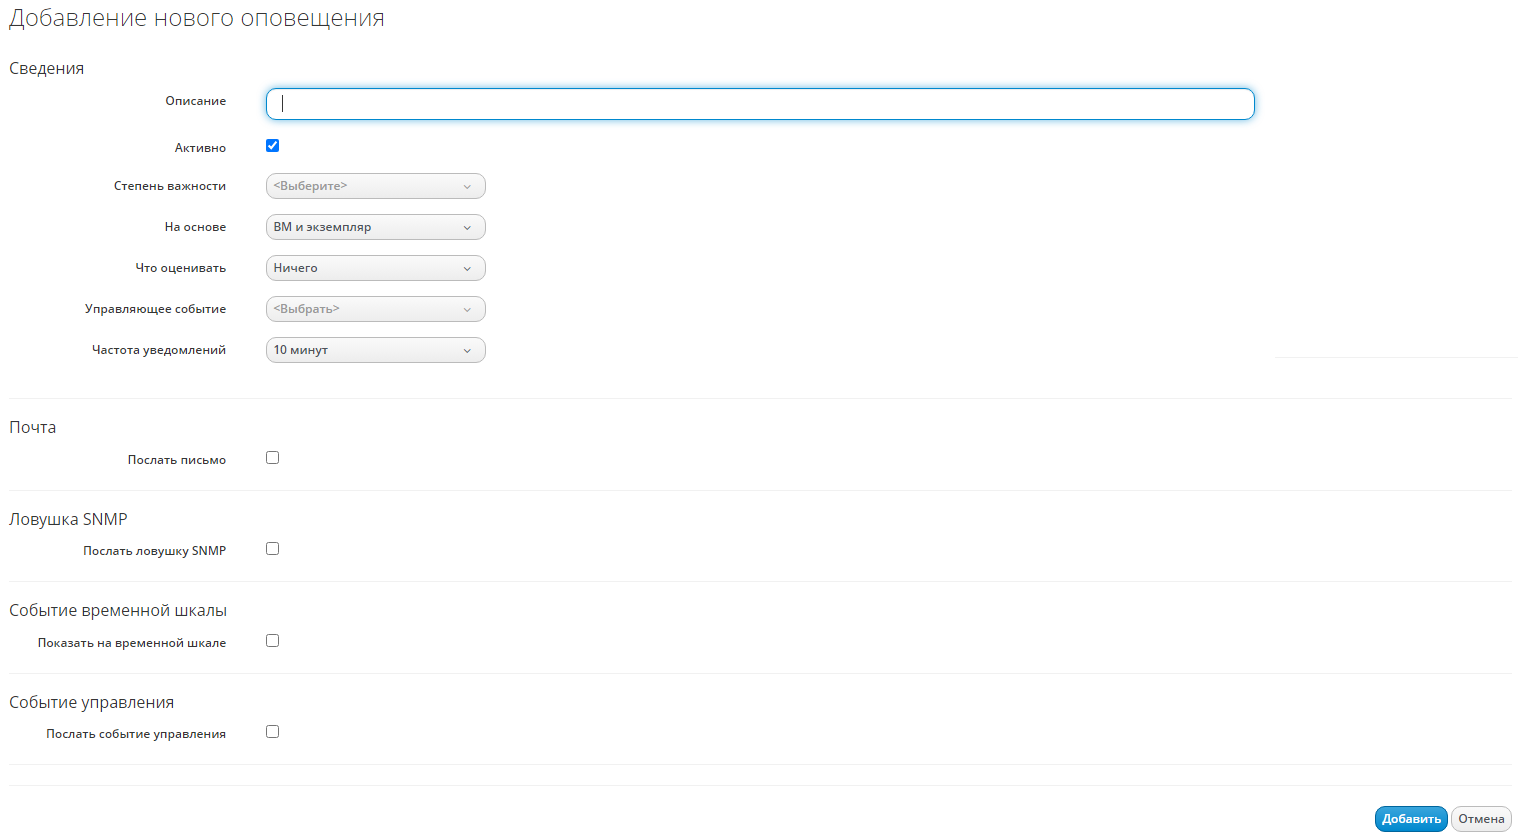 Добавление нового оповещения
Сведения
Описание
Активно
Степень важности <Выберите>
На основе ВМ и экземпляр
Что оценивать Ничего
Управляющее событие <Выбрать>
Частота уведомлений 10 минут
Почта
Послать письмо
Ловушка SNMP
Послать ловушку SNMP
Событие временной шкалы
Показать на временной шкале
Событие управления
Послать событие управления
Добавить Отмена